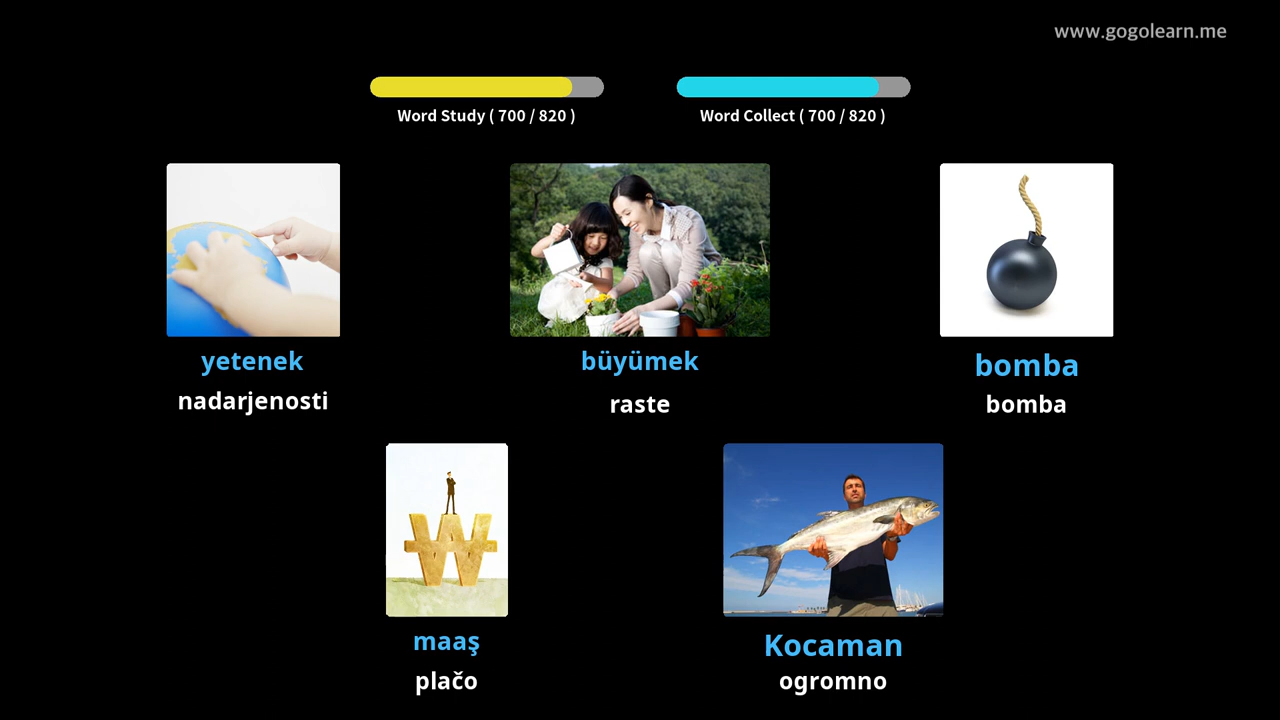 www.gogolearn.me
Word Study ( 700 / 820 )
Word Collect ( 700 / 820 )
yetenek
nadarjenosti
büyümek
raste
bomba
bomba
maaş
plačo
Kocaman
ogromno